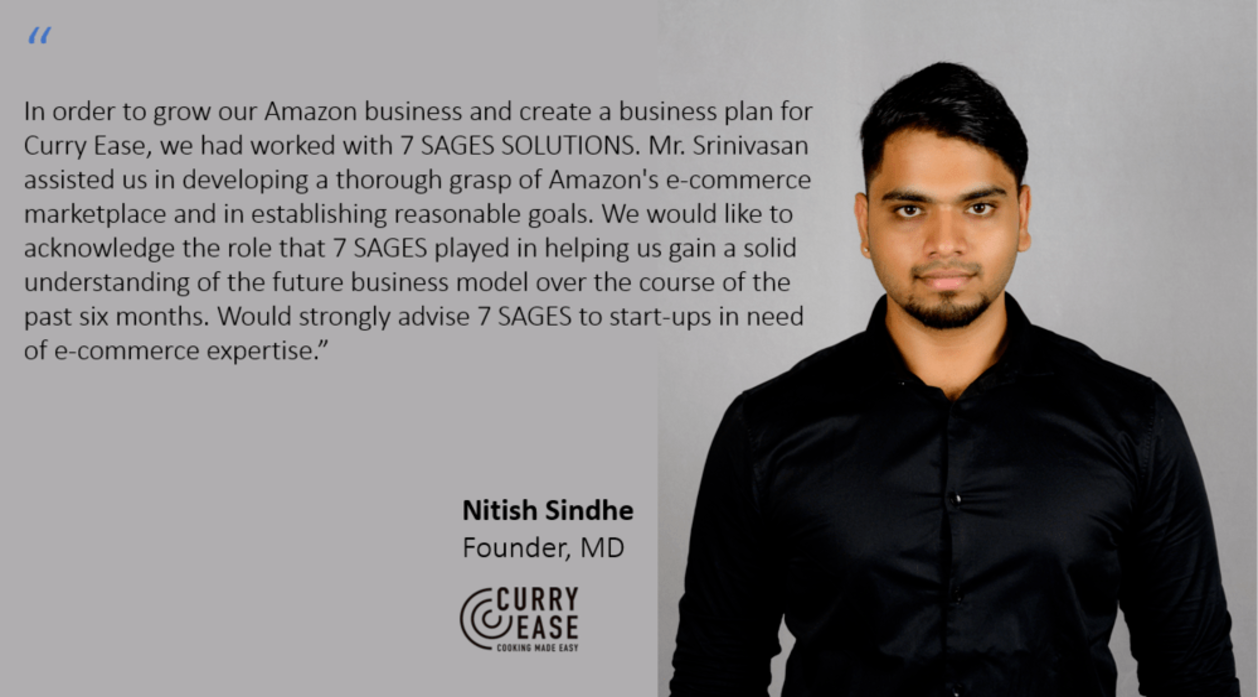 “
In order to grow our Amazon business and create a business plan for
Curry Ease, we had worked with 7 SAGES SOLUTIONS. Mr. Srinivasan
assisted us in developing a thorough grasp of Amazon's e-commerce
marketplace and in establishing reasonable goals. We would like to
acknowledge the role that 7 SAGES played in helping us gain a solid
understanding of the future business model over the course of the
past six months. Would strongly advise 7 SAGES to start-ups in need
of e-commerce expertise.”
Nitish Sindhe
Founder, MD
CURRY
EASE
COOKING MADE EASY